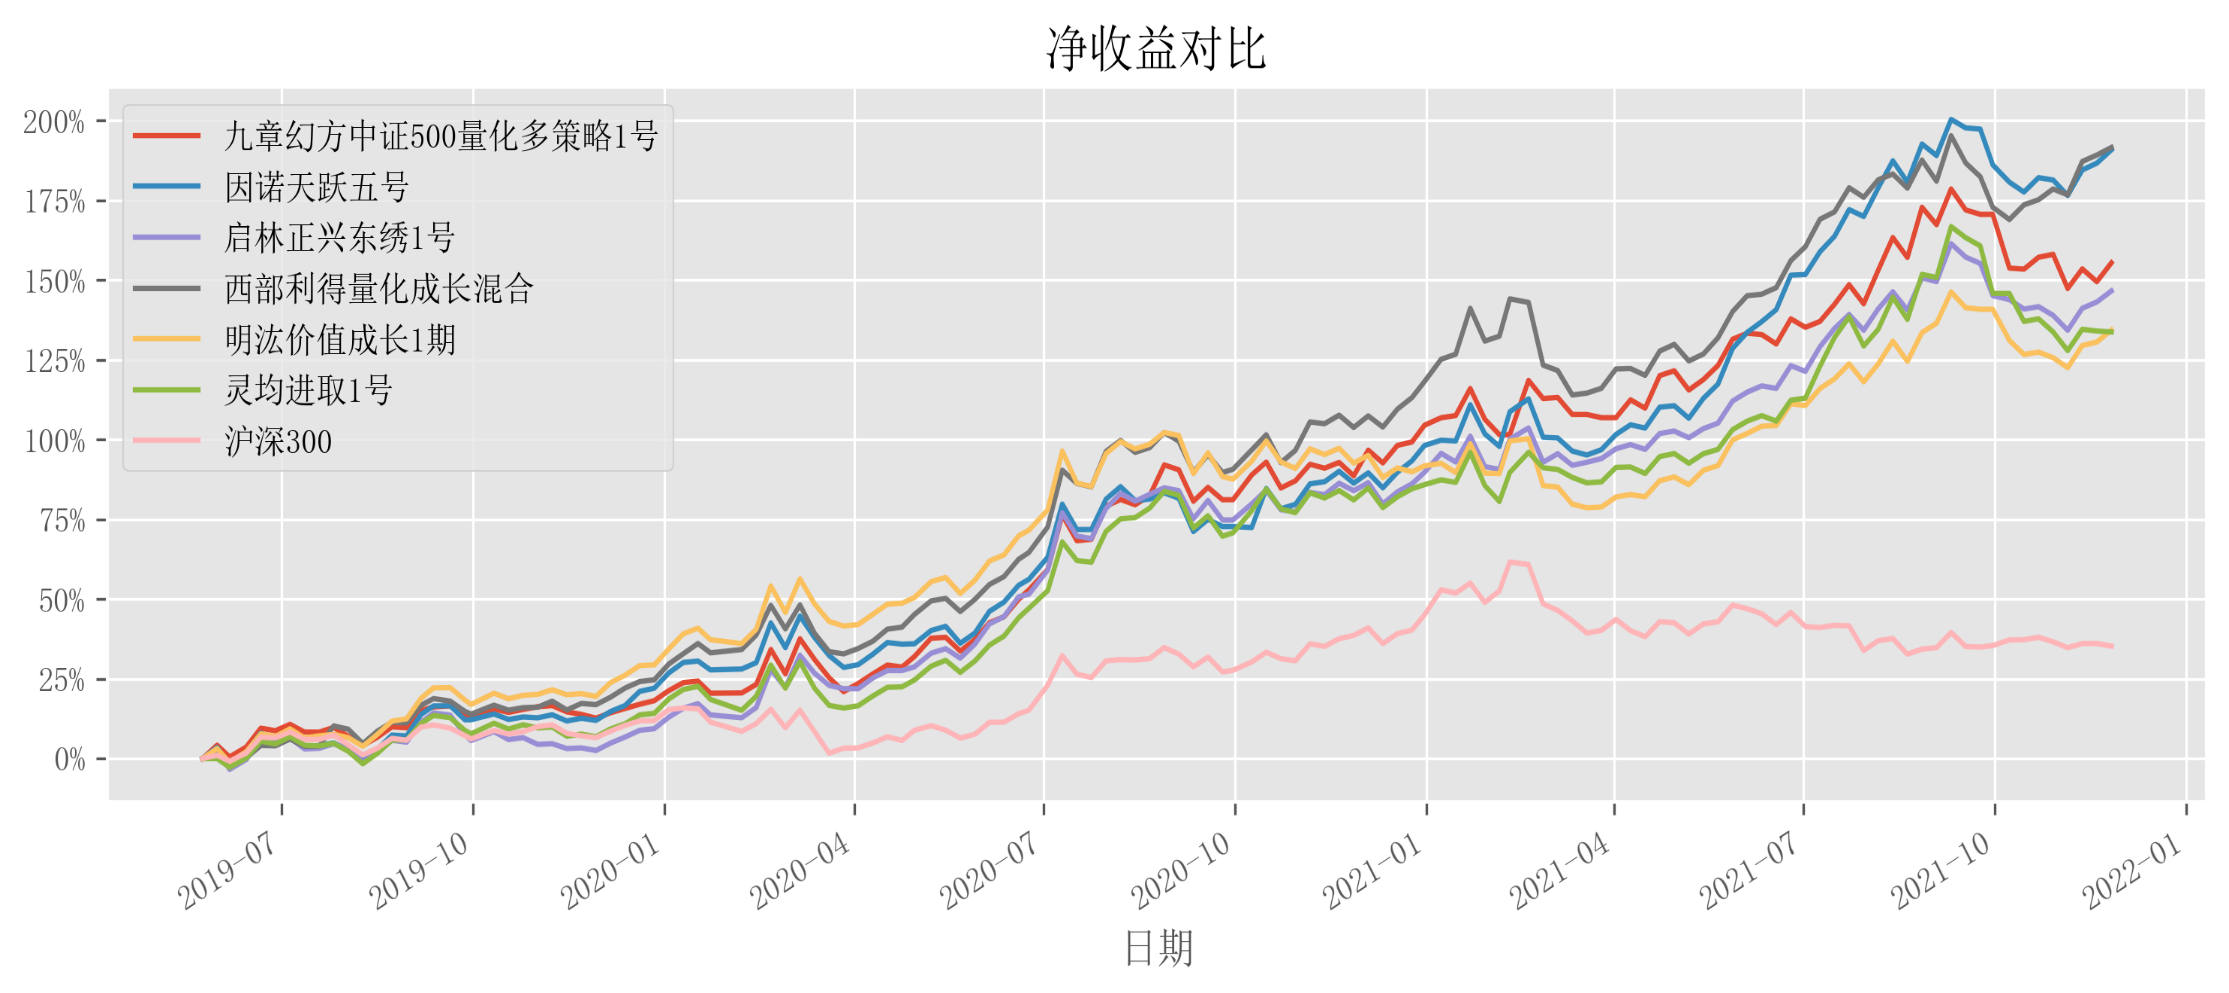 净收益对比
200%
175%
150%
125%
100%
75%
50%
25%
0%
九章幻方中证500量化多策略1号
因诺天跃五号
启林正兴东绣1号
西部利得量化成长混合
明汯价值成长1期
灵均进取1号
沪深300
2019-07
2019-10
2020-01
2020-04
2020-07
2020-10
2021-01
2021-04
2021-07
2021-10
2022-01
日期